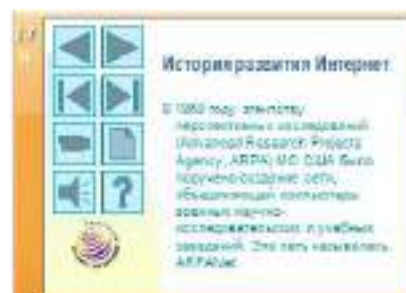 История развития Интернет
В 1969 году агентству
перспективных исследований
(Advanced Research Projects
Agency, ARPA) МО США было
поручено создание сети,
объединяющей компьютеры
военных научно-
исследовательских и учебных
заведений. Эта сеть называлась
ARPANet